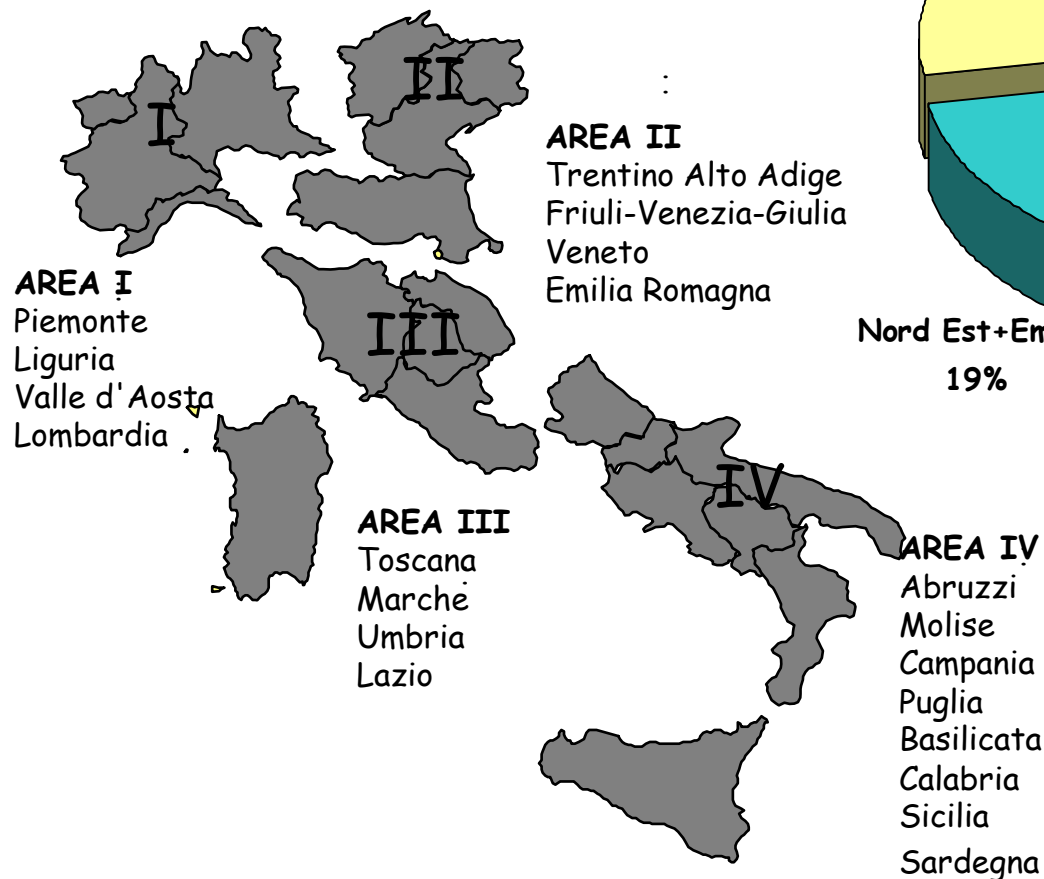 I
II
AREA II
Trentino Alto Adige
Friuli-Venezia-Giulia
Veneto
Emilia Romagna
AREA I
Piemonte
Liguria
Valle d'Aosta
Lombardia
III
Nord Est+Em
19%
IV
AREA III
Toscana
Marche
Umbria
Lazio
AREA IV
Abruzzi
Molise
Campania
Puglia
Basilicata
Calabria
Sicilia
Sardegna